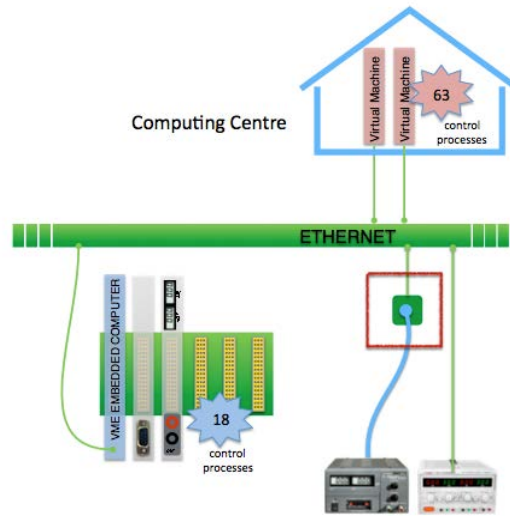 Virtual Machine
Virtual Machine
63
control
processes
Computing Centre
ETHERNET
VME EMBEDDED COMPUTER
18
control
processes